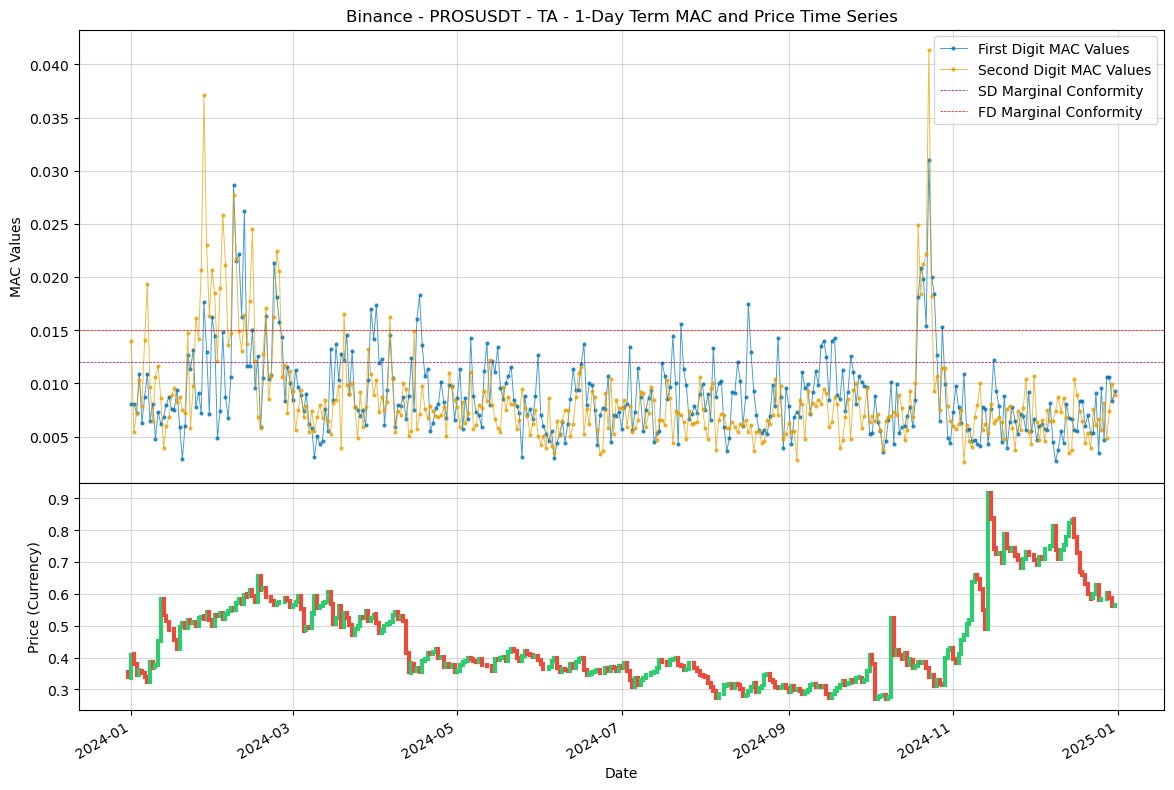 Binance - PROSUSDT - TA - 1-Day Term MAC and Price Time Series
First Digit MAC Values
Second Digit MAC Values
SD Marginal Conformity
FD Marginal Conformity
MAC Values
0.040
0.035
0.030
0.025
0.020
0.015
0.010
0.005
Price (Currency)
0.9
0.8
0.7
0.6
0.5
0.4
0.3
2024-01
2024-03
2024-05
2024-07
2024-09
2024-11
2025-01
Date